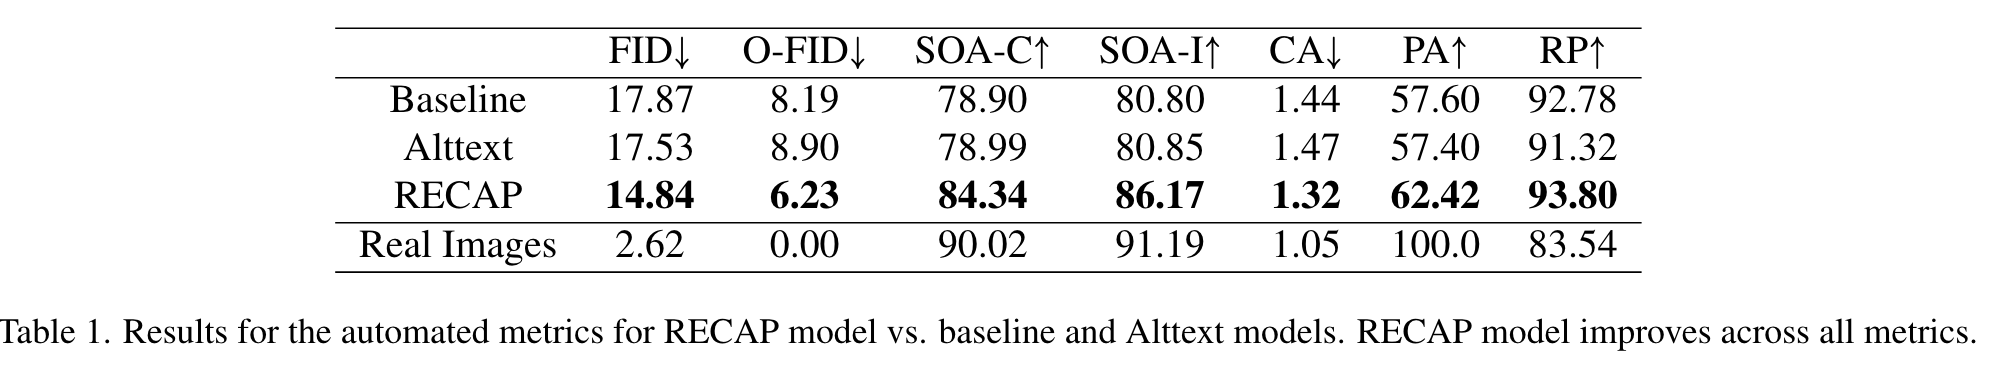 FID↓ O-FID↓ SOA-C↑ SOA-I↑ CA↓ PA↑ RP↑
Baseline 17.87 8.19 78.90 80.80 1.44 57.60 92.78
Alttext 17.53 8.90 78.99 80.85 1.47 57.40 91.32
RECAP 14.84 6.23 84.34 86.17 1.32 62.42 93.80
Real Images 2.62 0.00 90.02 91.19 1.05 100.0 83.54
Table 1. Results for the automated metrics for RECAP model vs. baseline and Alttext models. RECAP model improves across all metrics.